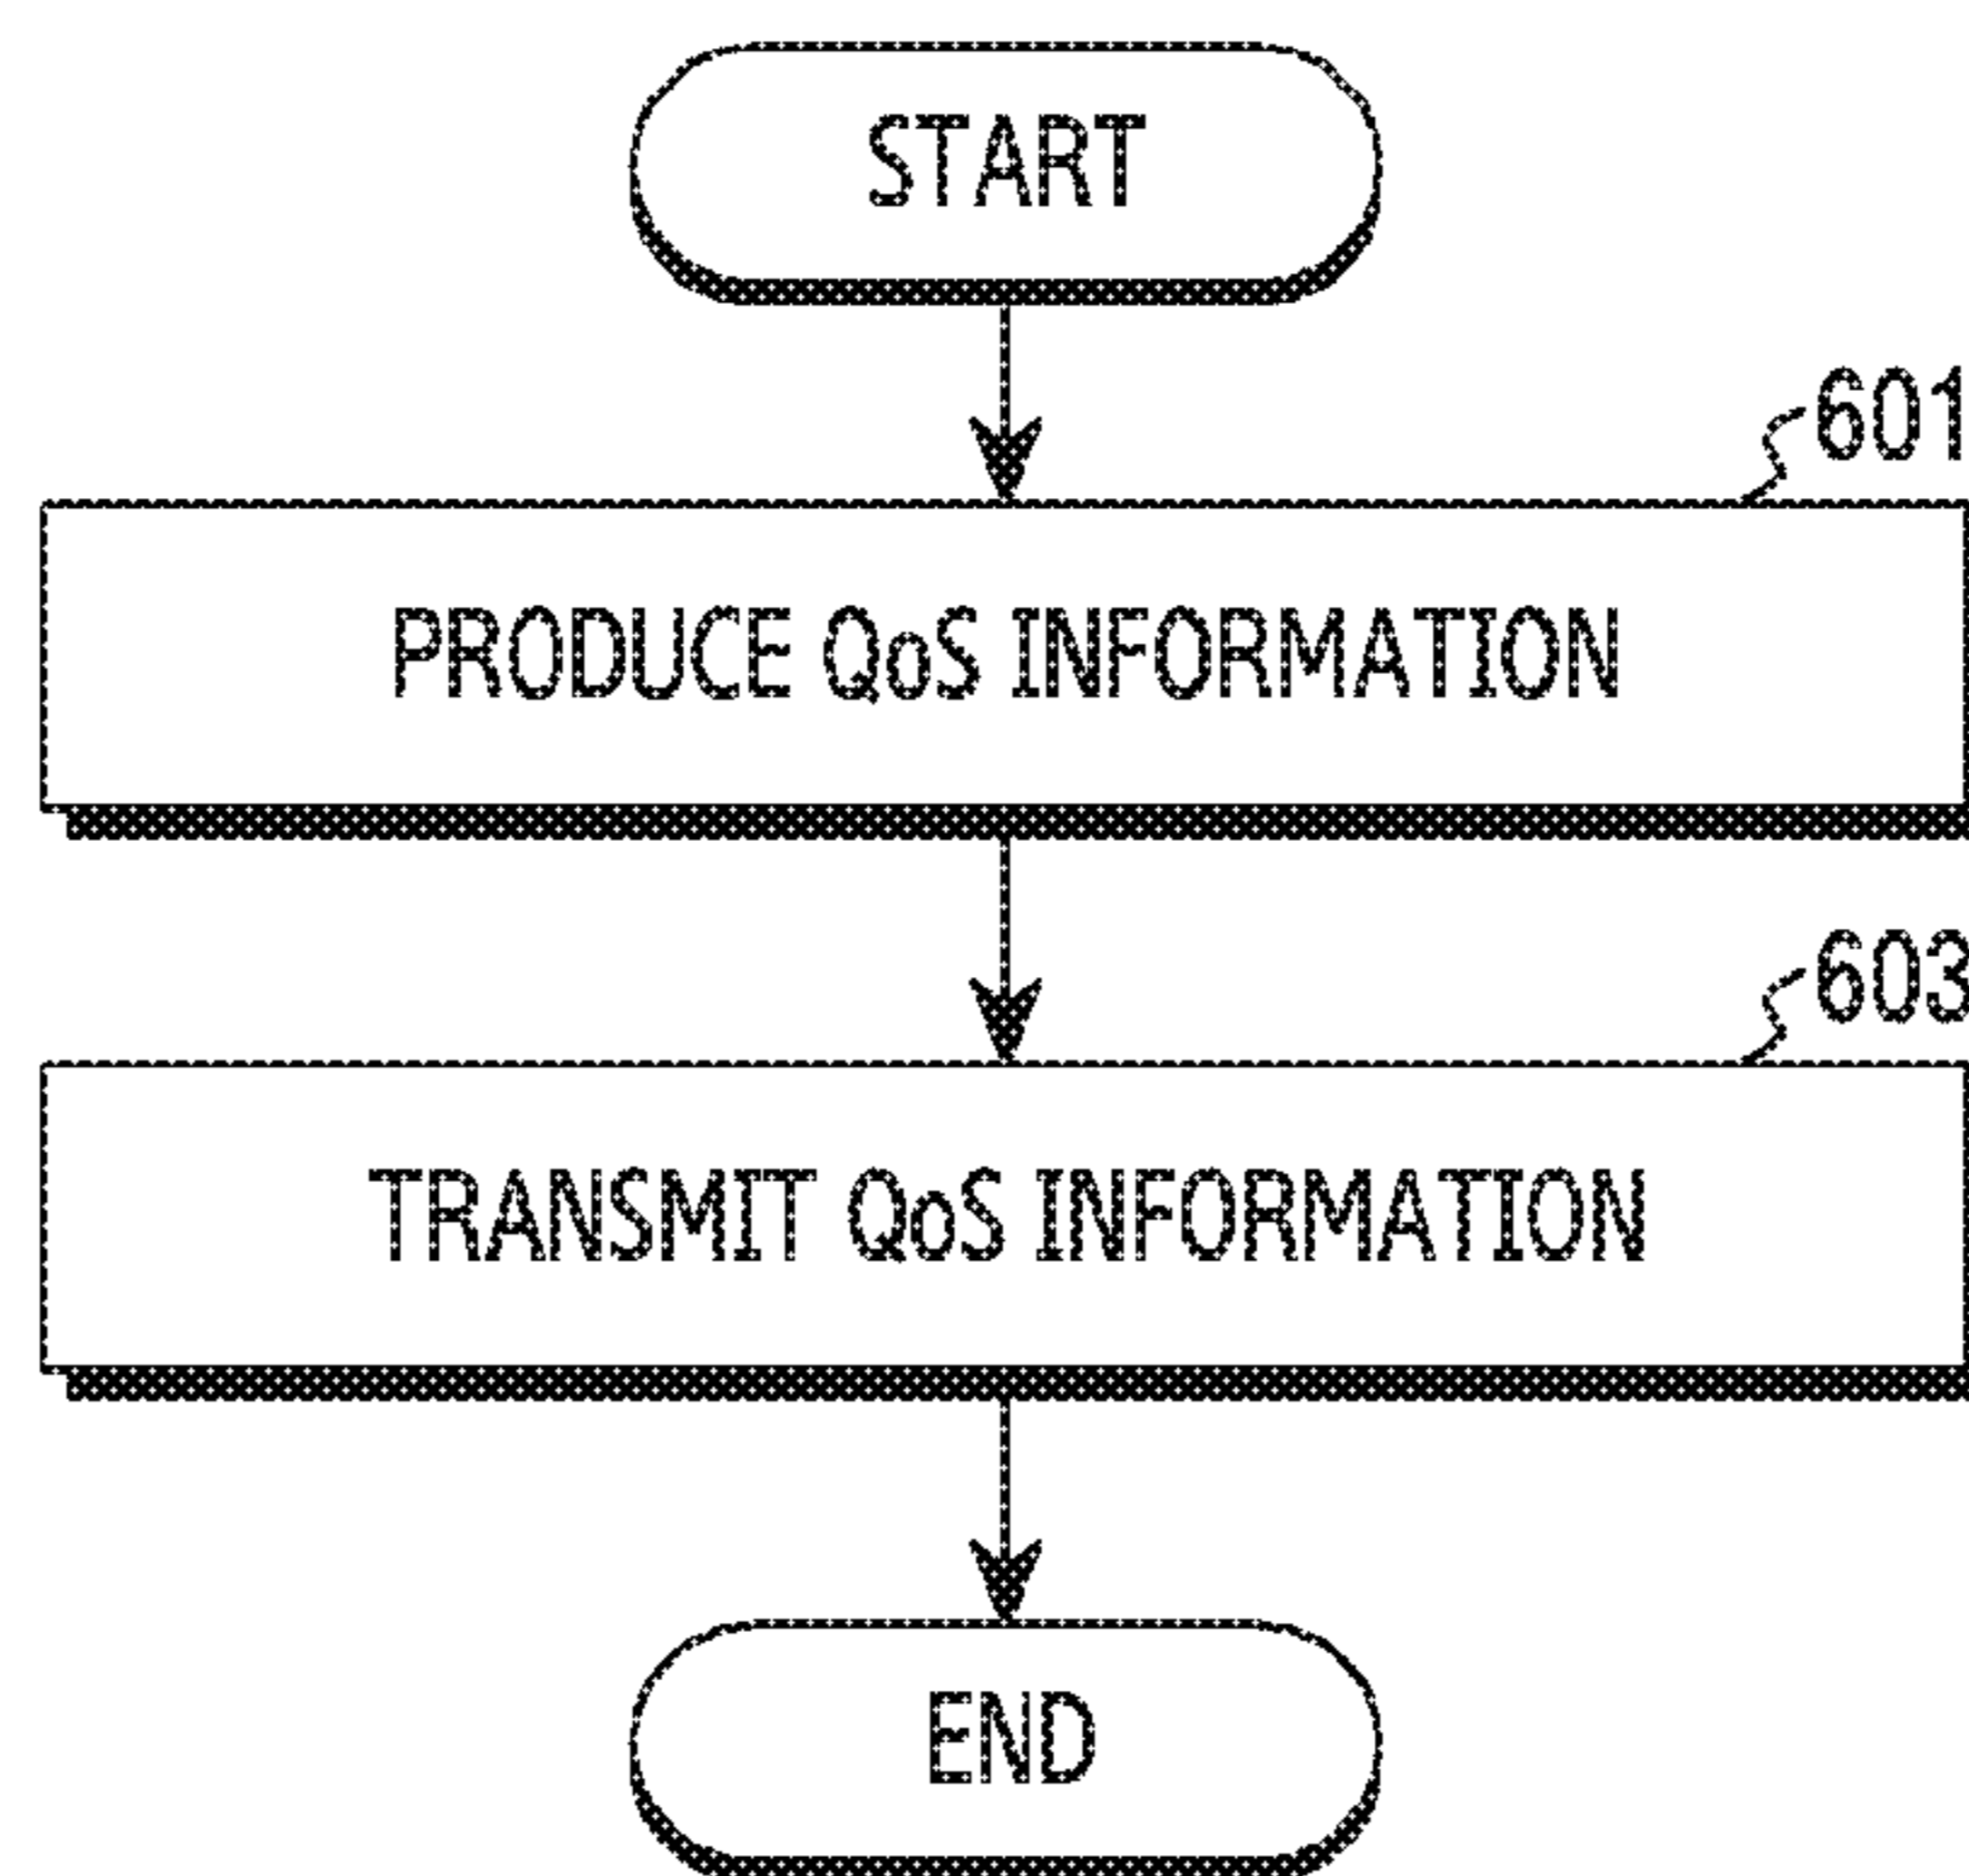 START
601
PRODUCE QoS INFORMATION
603
TRANSMIT QoS INFORMATION
END